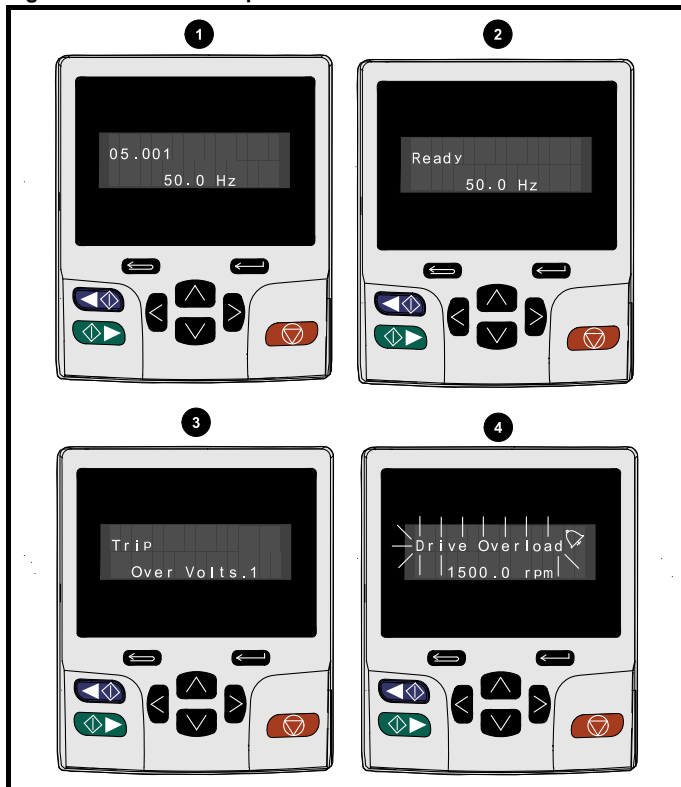 1
2
05.001
50.0 Hz
Ready
50.0 Hz
3
4
Trip
Over Volts.1
Drive Overload
1500.0 rpm